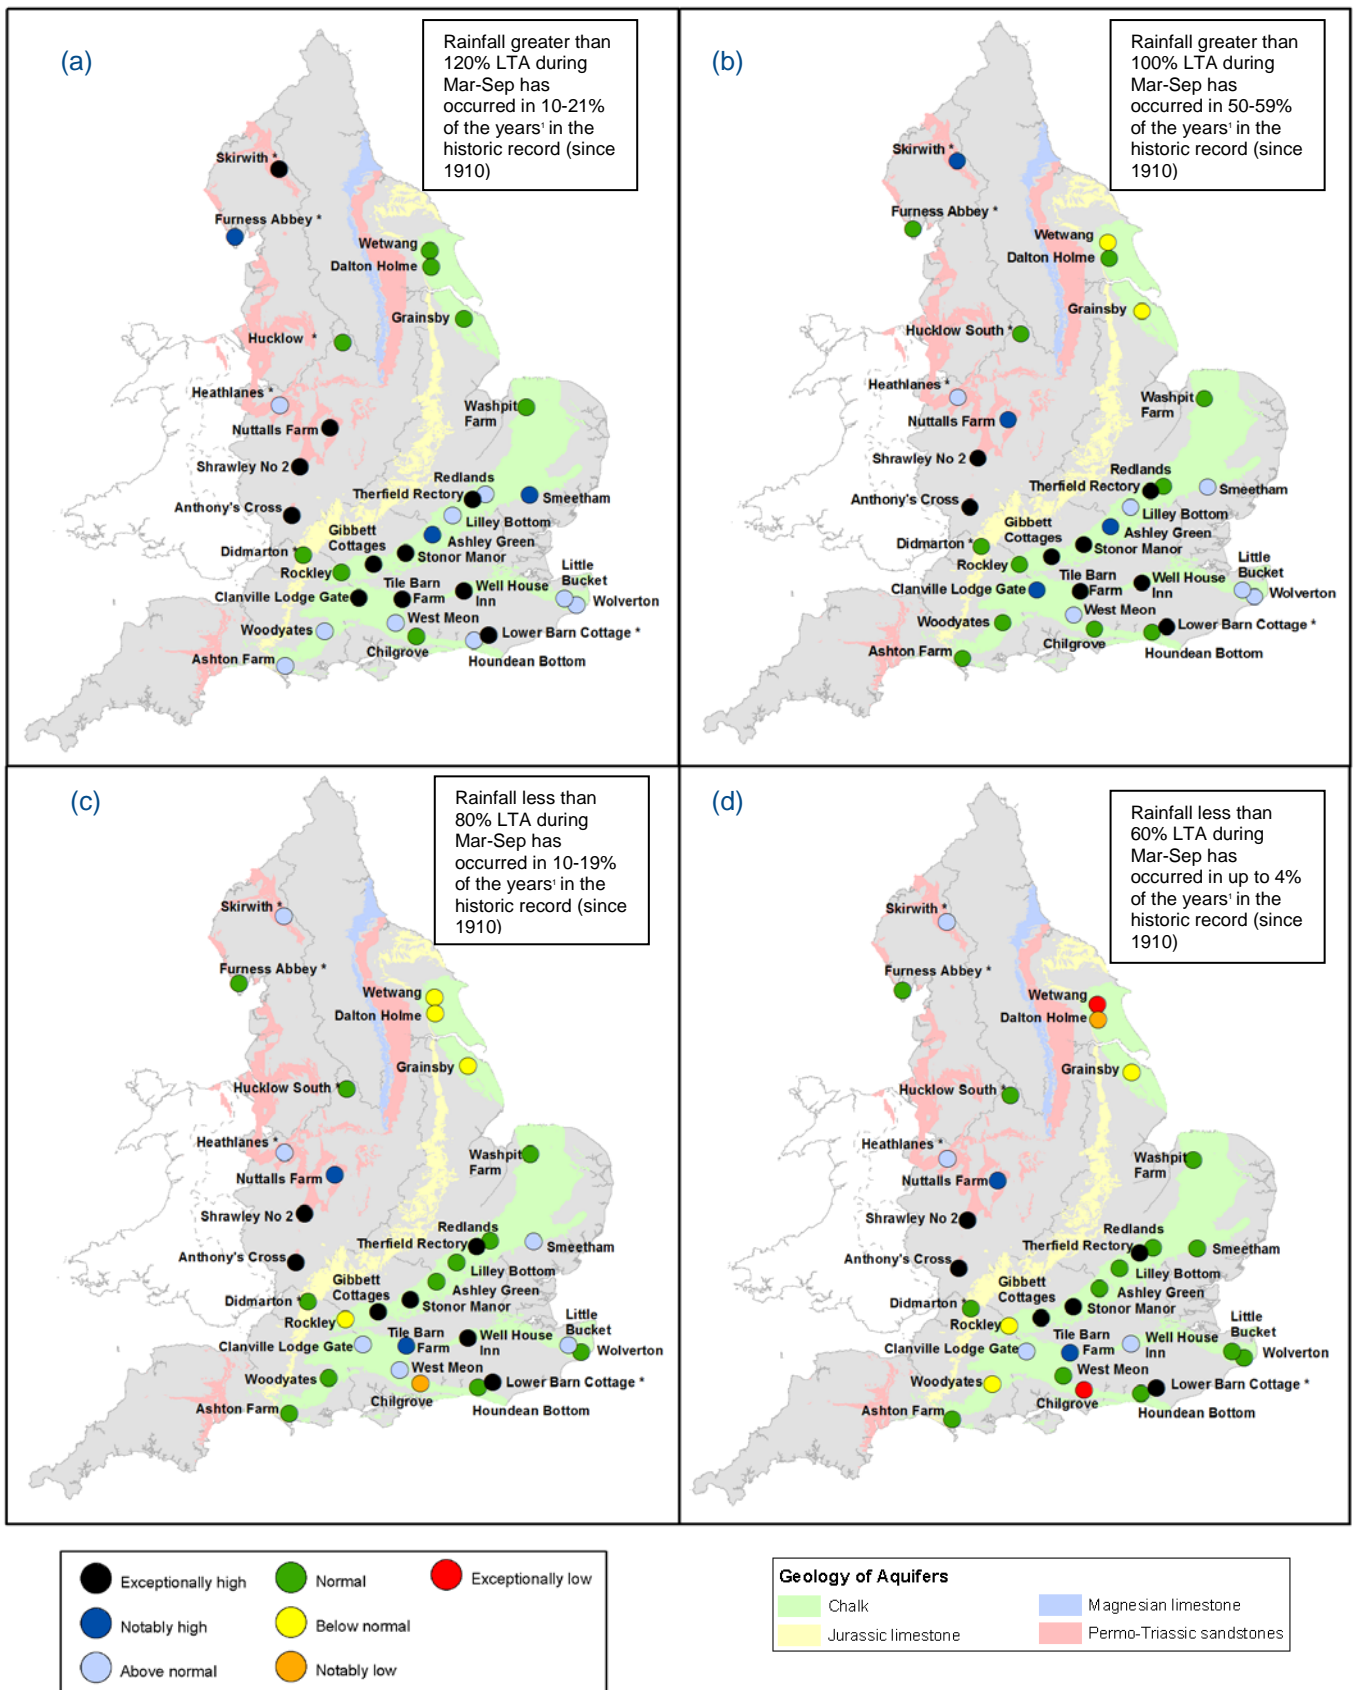 (a)
Rainfall greater than
120% LTA during
Mar-Sep has
occurred in 10-21%
of the years¹ in the
historic record (since
1910)
Skirwith *
Furness Abbey *
Wetwang
Dalton Holme
Grainsby
Hucklow *
Heathlanes *
Nuttalls Farm
Washpit
Farm
Shrawley No 2
Redlands
Therfield Rectory
Smeetham
Anthony's Cross
Lilley Bottom
Gibbett
Cottages
Ashley Green
Didmarton *
Stonor Manor
Rockley
Little
Bucket
Clanville Lodge Gate
Tile Barn
Farm
Well House
Inn
Wolverton
West Meon
Woodyates
Lower Barn Cottage *
Chilgrove
Ashton Farm
Houndean Bottom
(b)
Rainfall greater than
100% LTA during
Mar-Sep has
occurred in 50-59%
of the years¹ in the
historic record (since
1910)
Skirwith *
Furness Abbey *
Wetwang
Dalton Holme
Grainsby
Hucklow South *
Heathlanes *
Nuttalls Farm
Washpit
Farm
Shrawley No 2
Redlands
Therfield Rectory
Smeetham
Anthony's Cross
Lilley Bottom
Gibbett
Cottages
Ashley Green
Didmarton *
Stonor Manor
Rockley
Little
Bucket
Clanville Lodge Gate
Tile Barn
Farm
Well House
Inn
Wolverton
West Meon
Woodyates
Lower Barn Cottage *
Chilgrove
Ashton Farm
Houndean Bottom
(c)
Rainfall less than
80% LTA during
Mar-Sep has
occurred in 10-19%
of the years¹ in the
historic record (since
1910)
Skirwith *
Furness Abbey *
Wetwang
Dalton Holme
Grainsby
Hucklow South *
Heathlanes *
Nuttalls Farm
Washpit
Farm
Shrawley No 2
Redlands
Therfield Rectory
Smeetham
Anthony's Cross
Lilley Bottom
Gibbett
Cottages
Ashley Green
Didmarton *
Stonor Manor
Rockley
Little
Bucket
Clanville Lodge Gate
Tile Barn
Farm
Well House
Inn
Wolverton
West Meon
Woodyates
Lower Barn Cottage *
Chilgrove
Ashton Farm
Houndean Bottom
(d)
Rainfall less than
60% LTA during
Mar-Sep has
occurred in up to 4%
of the years¹ in the
historic record (since
1910)
Skirwith *
Furness Abbey *
Wetwang
Dalton Holme
Grainsby
Hucklow South *
Heathlanes *
Nuttalls Farm
Washpit
Farm
Shrawley No 2
Redlands
Therfield Rectory
Smeetham
Anthony's Cross
Lilley Bottom
Gibbett
Cottages
Ashley Green
Didmarton *
Stonor Manor
Rockley
Little
Bucket
Clanville Lodge Gate
Tile Barn
Farm
Well House
Inn
Wolverton
West Meon
Woodyates
Lower Barn Cottage *
Chilgrove
Ashton Farm
Houndean Bottom
Exceptionally high
Normal
Exceptionally low
Notably high
Below normal
Above normal
Notably low
Geology of Aquifers
Chalk
Magnesian limestone
Jurassic limestone
Permo-Triassic sandstones